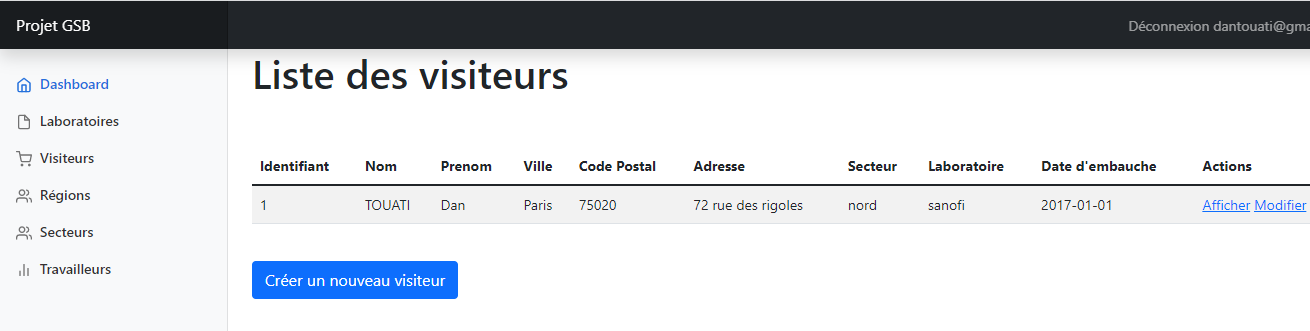 Projet GSB
Déconnexion dantouati@gma
Dashboard
Laboratoires
Visiteurs
Régions
Secteurs
Travailleurs
Liste des visiteurs
Identifiant Nom Prenom Ville Code Postal Adresse Secteur Laboratoire Date d'embauche Actions
1 TOUATI Dan Paris 75020 72 rue des rigoles nord sanofi 2017-01-01 Afficher Modifier
Créer un nouveau visiteur